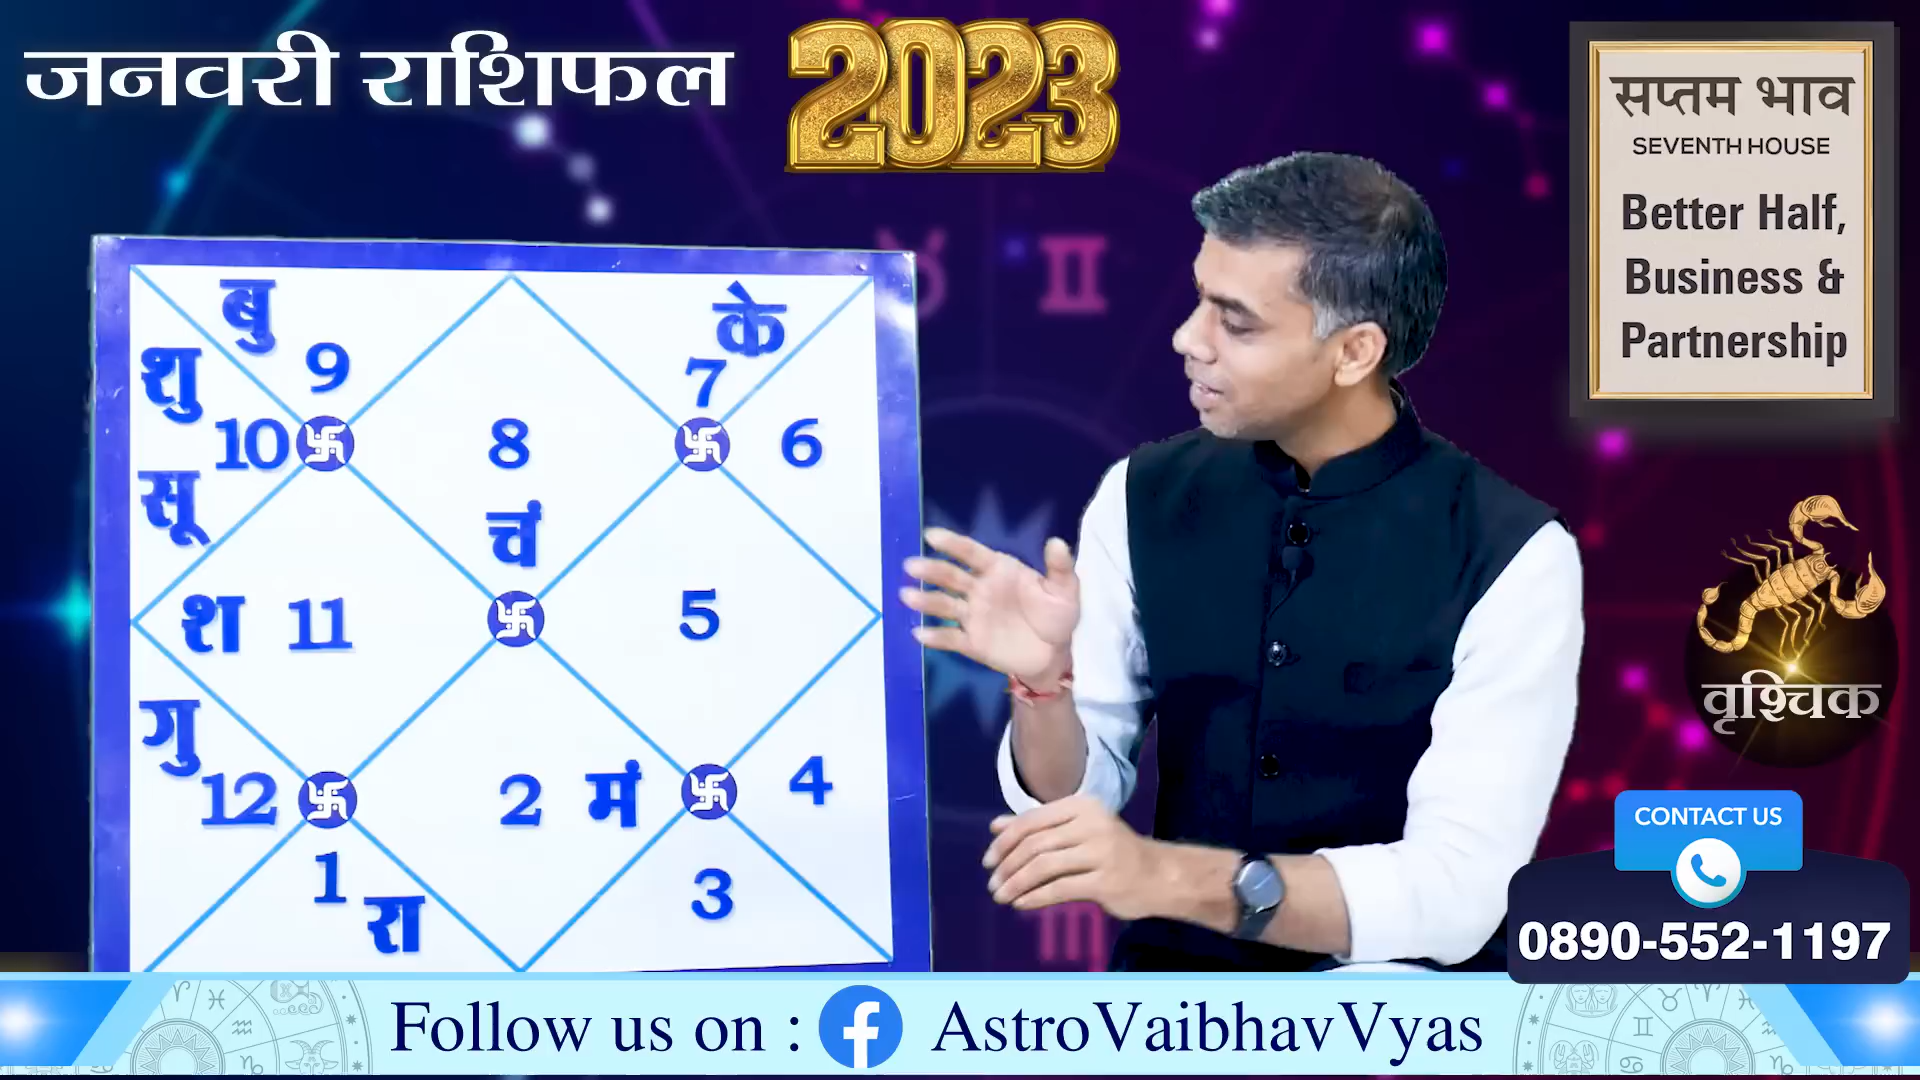 जनवरी राशिफल 2023
सप्तम भाव
SEVENTH HOUSE
Better Half,
Business &
Partnership
बु
के
शु
9
7
10
8
6
सू
चं
श
11
5
गु
12
2
मं
4
1
रा
3
वृश्चिक
CONTACT US
0890-552-1197
Follow us on : f AstroVaibhavVyas